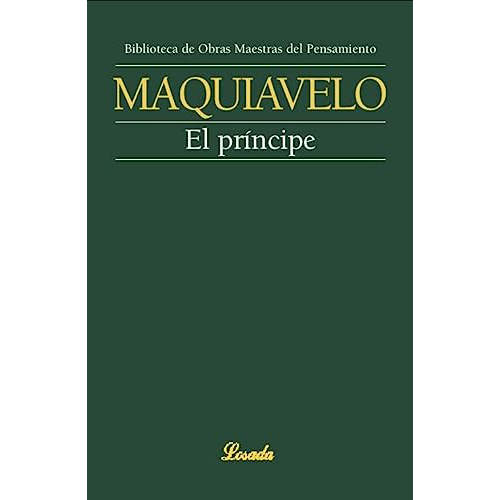 Biblioteca de Obras Maestras del Pensamiento
MAQUIAVELO
El príncipe
Losada